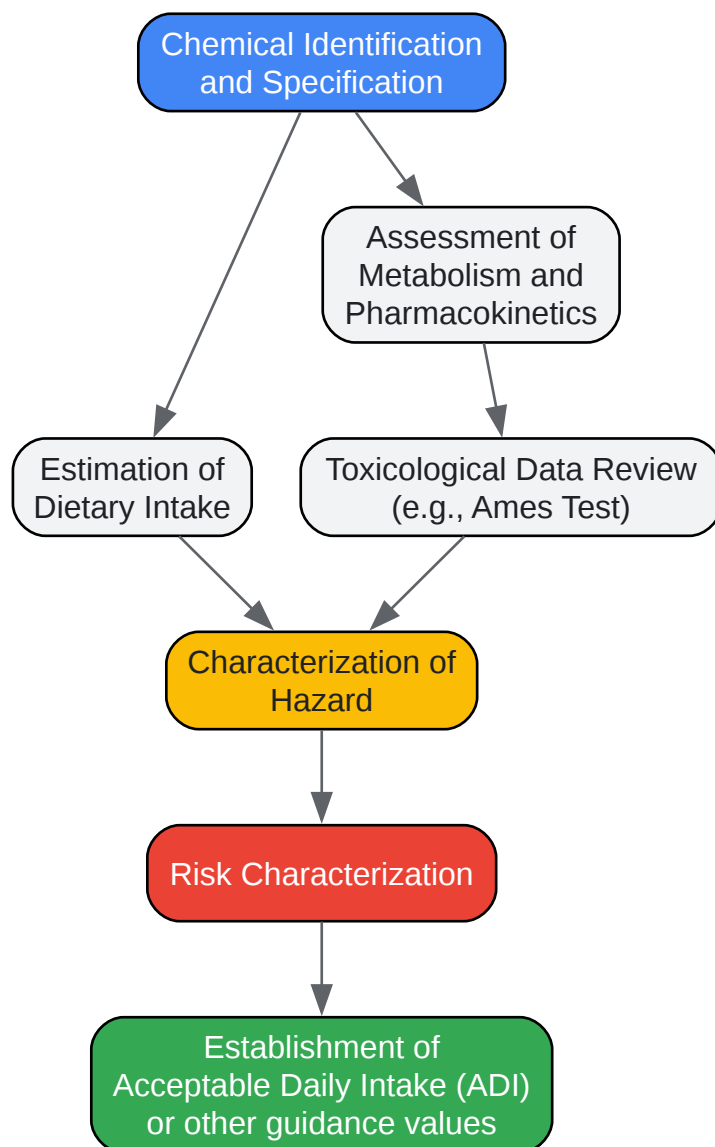 Chemical Identification
and Specification
Assessment of
Metabolism and
Pharmacokinetics
Estimation of
Dietary Intake
Toxicological Data Review
(e.g., Ames Test)
Characterization of
Hazard
Risk Characterization
Establishment of
Acceptable Daily Intake (ADI)
or other guidance values